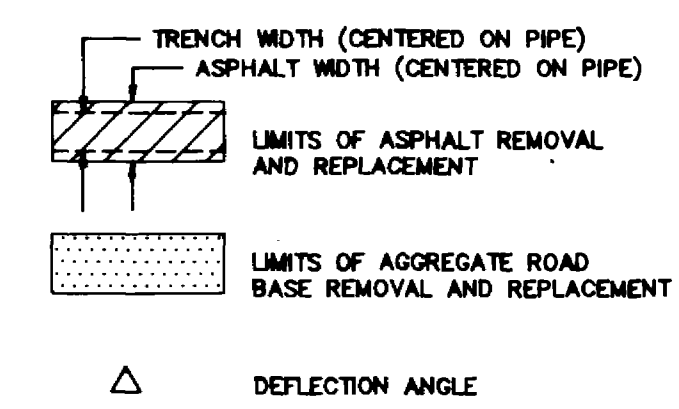 TRENCH WIDTH (CENTERED ON PIPE)
ASPHALT WIDTH (CENTERED ON PIPE)
LIMITS OF ASPHALT REMOVAL
AND REPLACEMENT
LIMITS OF AGGREGATE ROAD
BASE REMOVAL AND REPLACEMENT
△ DEFLECTION ANGLE